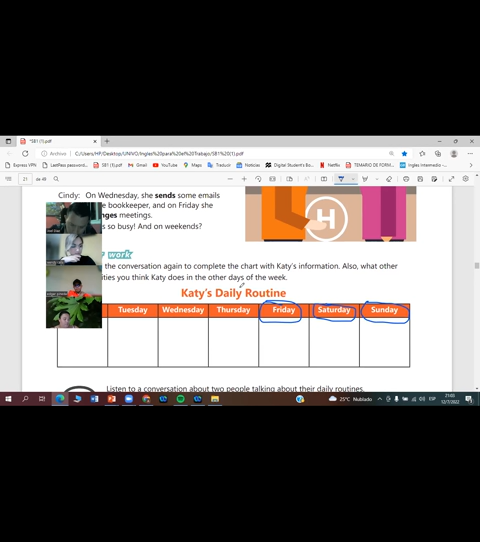 *SB1 (1).pdf
Archivo C:/Users/HP/Desktop/UNIVO/Ingles%20para%20el%20Trabajo/SB1%20(1).pdf
Express VPN LastPass password... SB1 (1).pdf Gmail YouTube Maps Traducir Noticias Digital Student's Bo... Netflix TEMARIO DE FORM... Inglés Intermedio –...
21 de 48
Cindy: On Wednesday, she sends some emails
e bookkeeper, and on Friday she
nges meetings.
s so busy! And on weekends?
work
the conversation again to complete the chart with Katy's information. Also, what other
ities you think Katy does in the other days of the week.
Katy's Daily Routine
Tuesday Wednesday Thursday Friday Saturday Sunday
Listen to a conversation about two people talking about their daily routines.
25°C Nublado ESP 21:00
12/7/2022